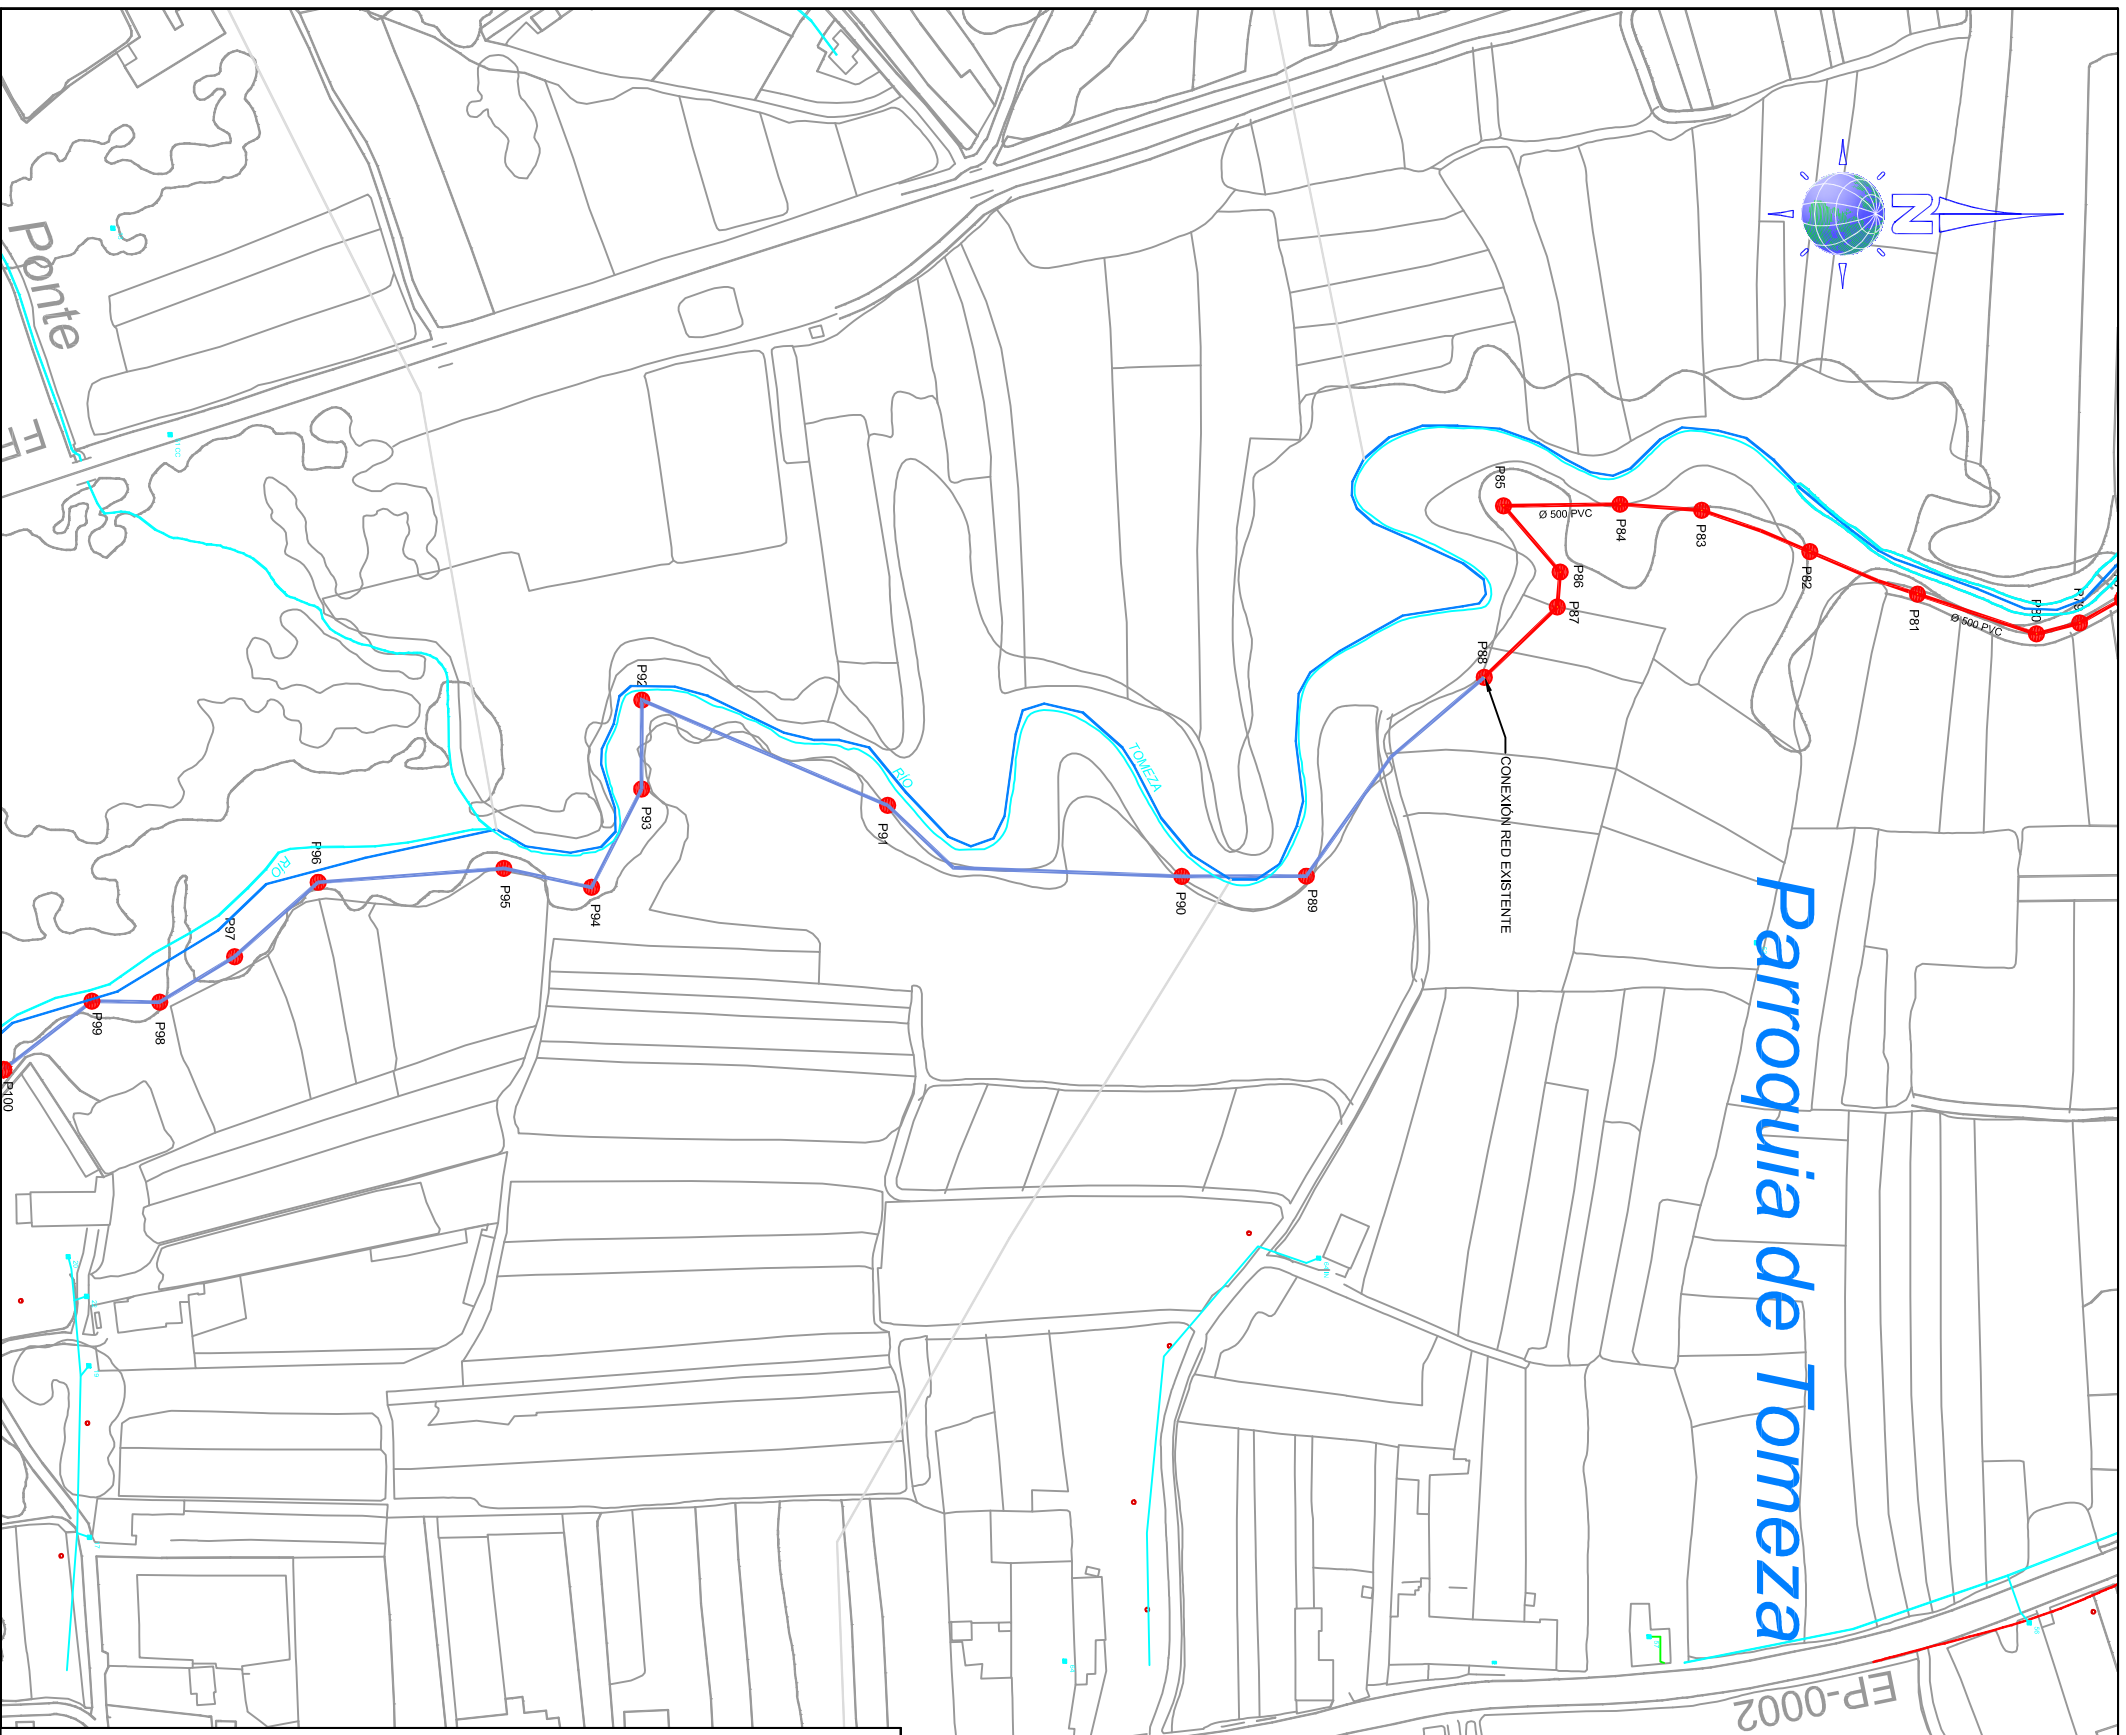 N
Ponte
P85
Ø 500 PVC
P84
P83
P82
P81
P80
P79
Ø 500 PVC
P86
P87
P88
CONEXIÓN RED EXISTENTE
P89
P90
P91
P92
P93
P94
P95
P96
P97
P98
P99
P100
RÍO
TOMEZA
RÍO
Parroquia de Tomeza
EP-0002